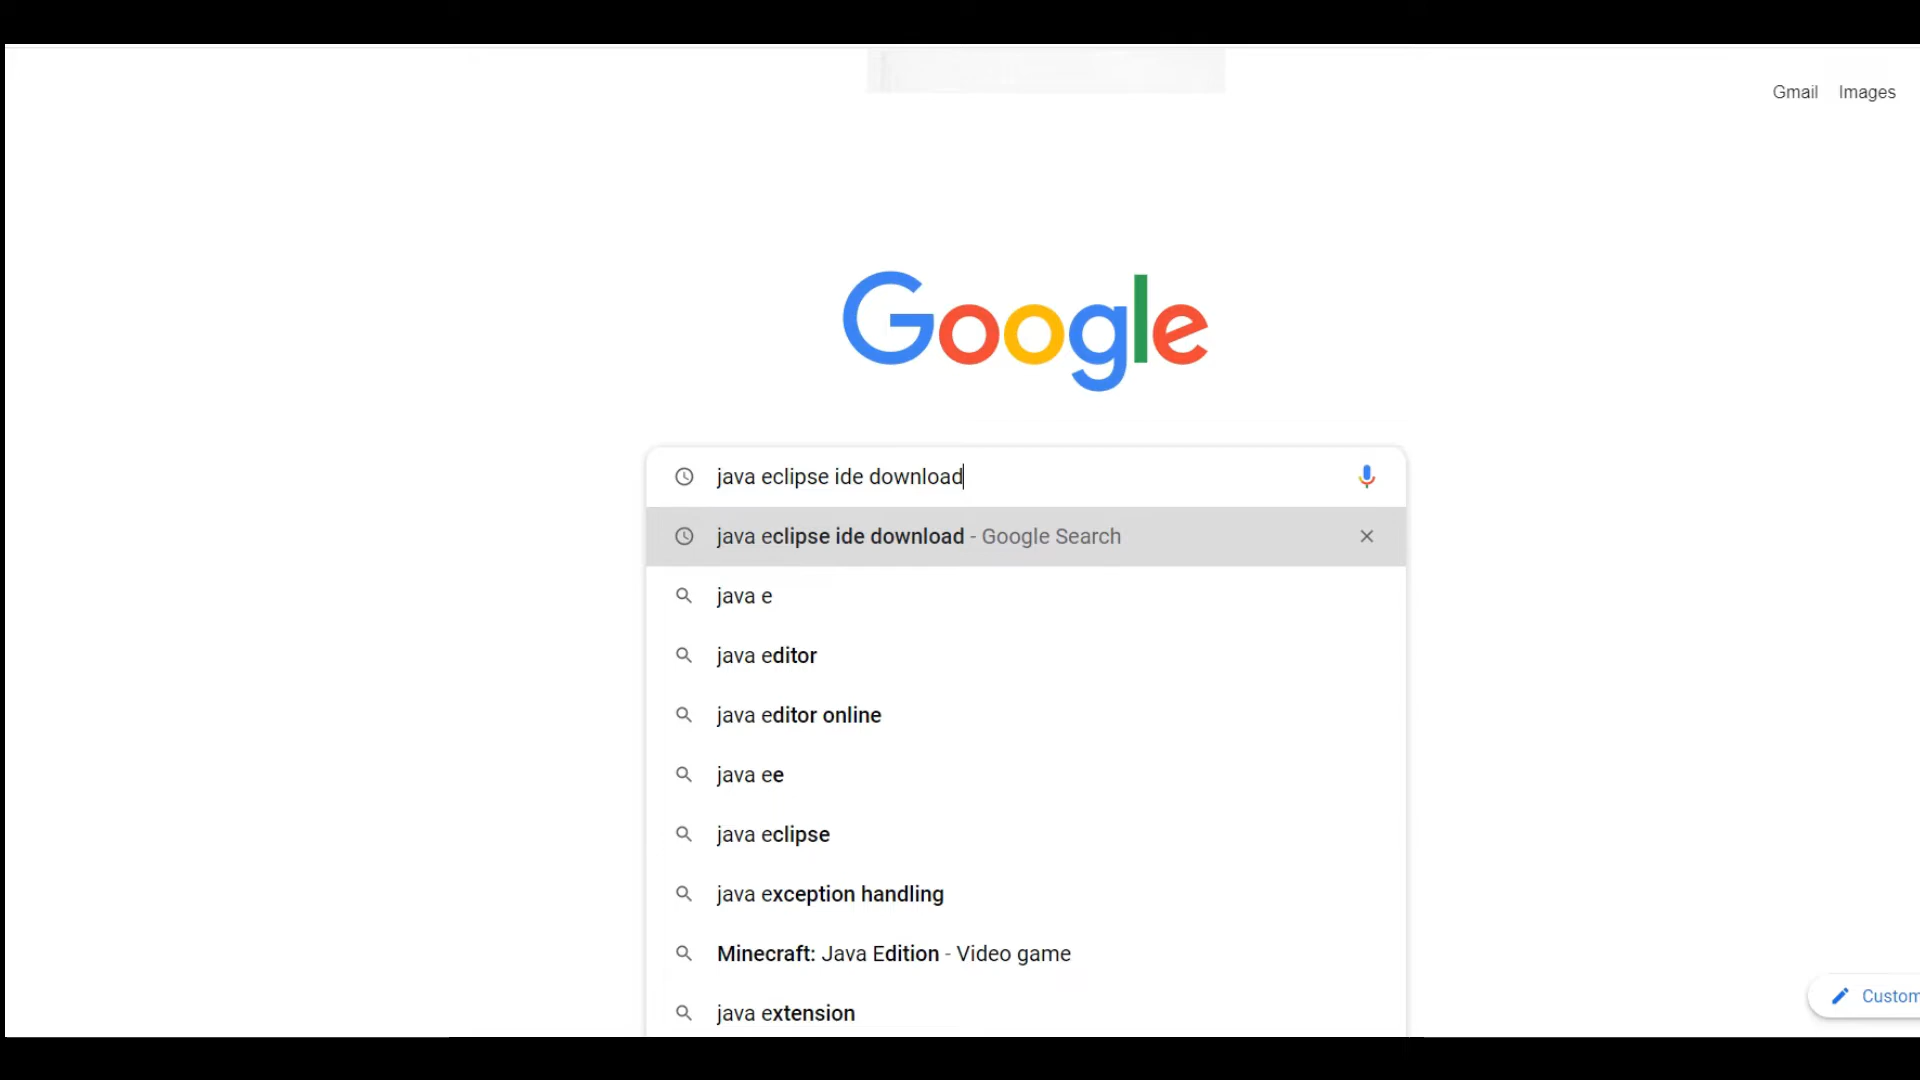 Gmail Images
Google
java eclipse ide download
java eclipse ide download - Google Search
java e
java editor
java editor online
java ee
java eclipse
java exception handling
Minecraft: Java Edition - Video game
java extension
Custom